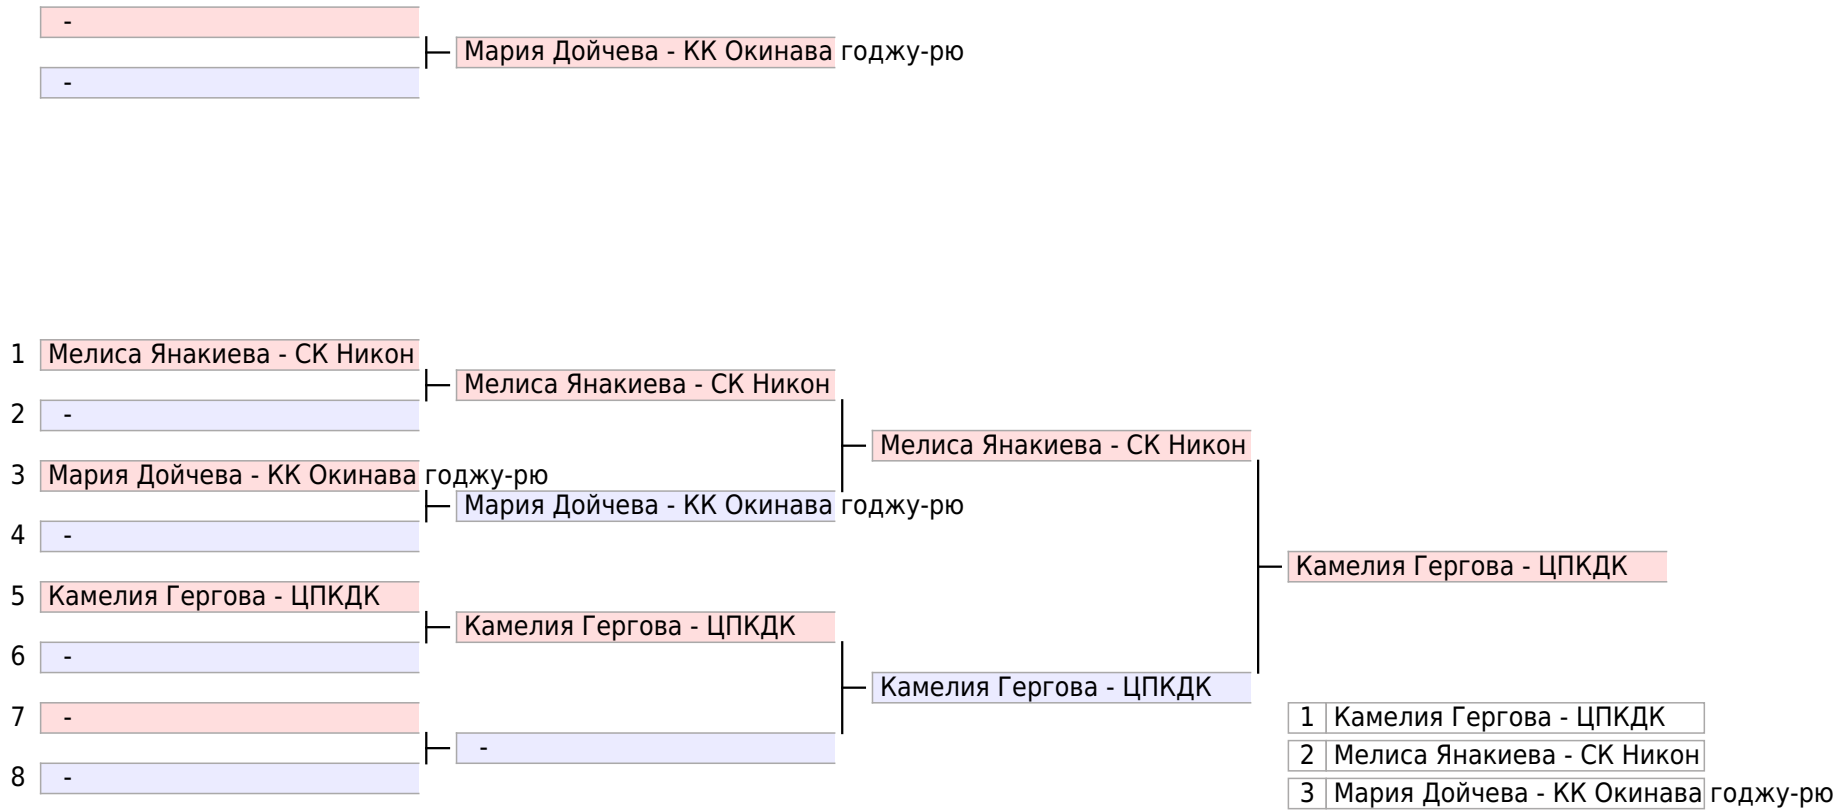 -
Мария Дойчева - КК Окинава годжу-рю
-
1 Мелиса Янакиева - СК Никон
Мелиса Янакиева - СК Никон
2 -
Мелиса Янакиева - СК Никон
3 Мария Дойчева - КК Окинава годжу-рю
Мария Дойчева - КК Окинава годжу-рю
4 -
Камелия Гергова - ЦПКДК
5 Камелия Гергова - ЦПКДК
Камелия Гергова - ЦПКДК
6 -
Камелия Гергова - ЦПКДК
7 -
1 Камелия Гергова - ЦПКДК
-
2 Мелиса Янакиева - СК Никон
8 -
3 Мария Дойчева - КК Окинава годжу-рю